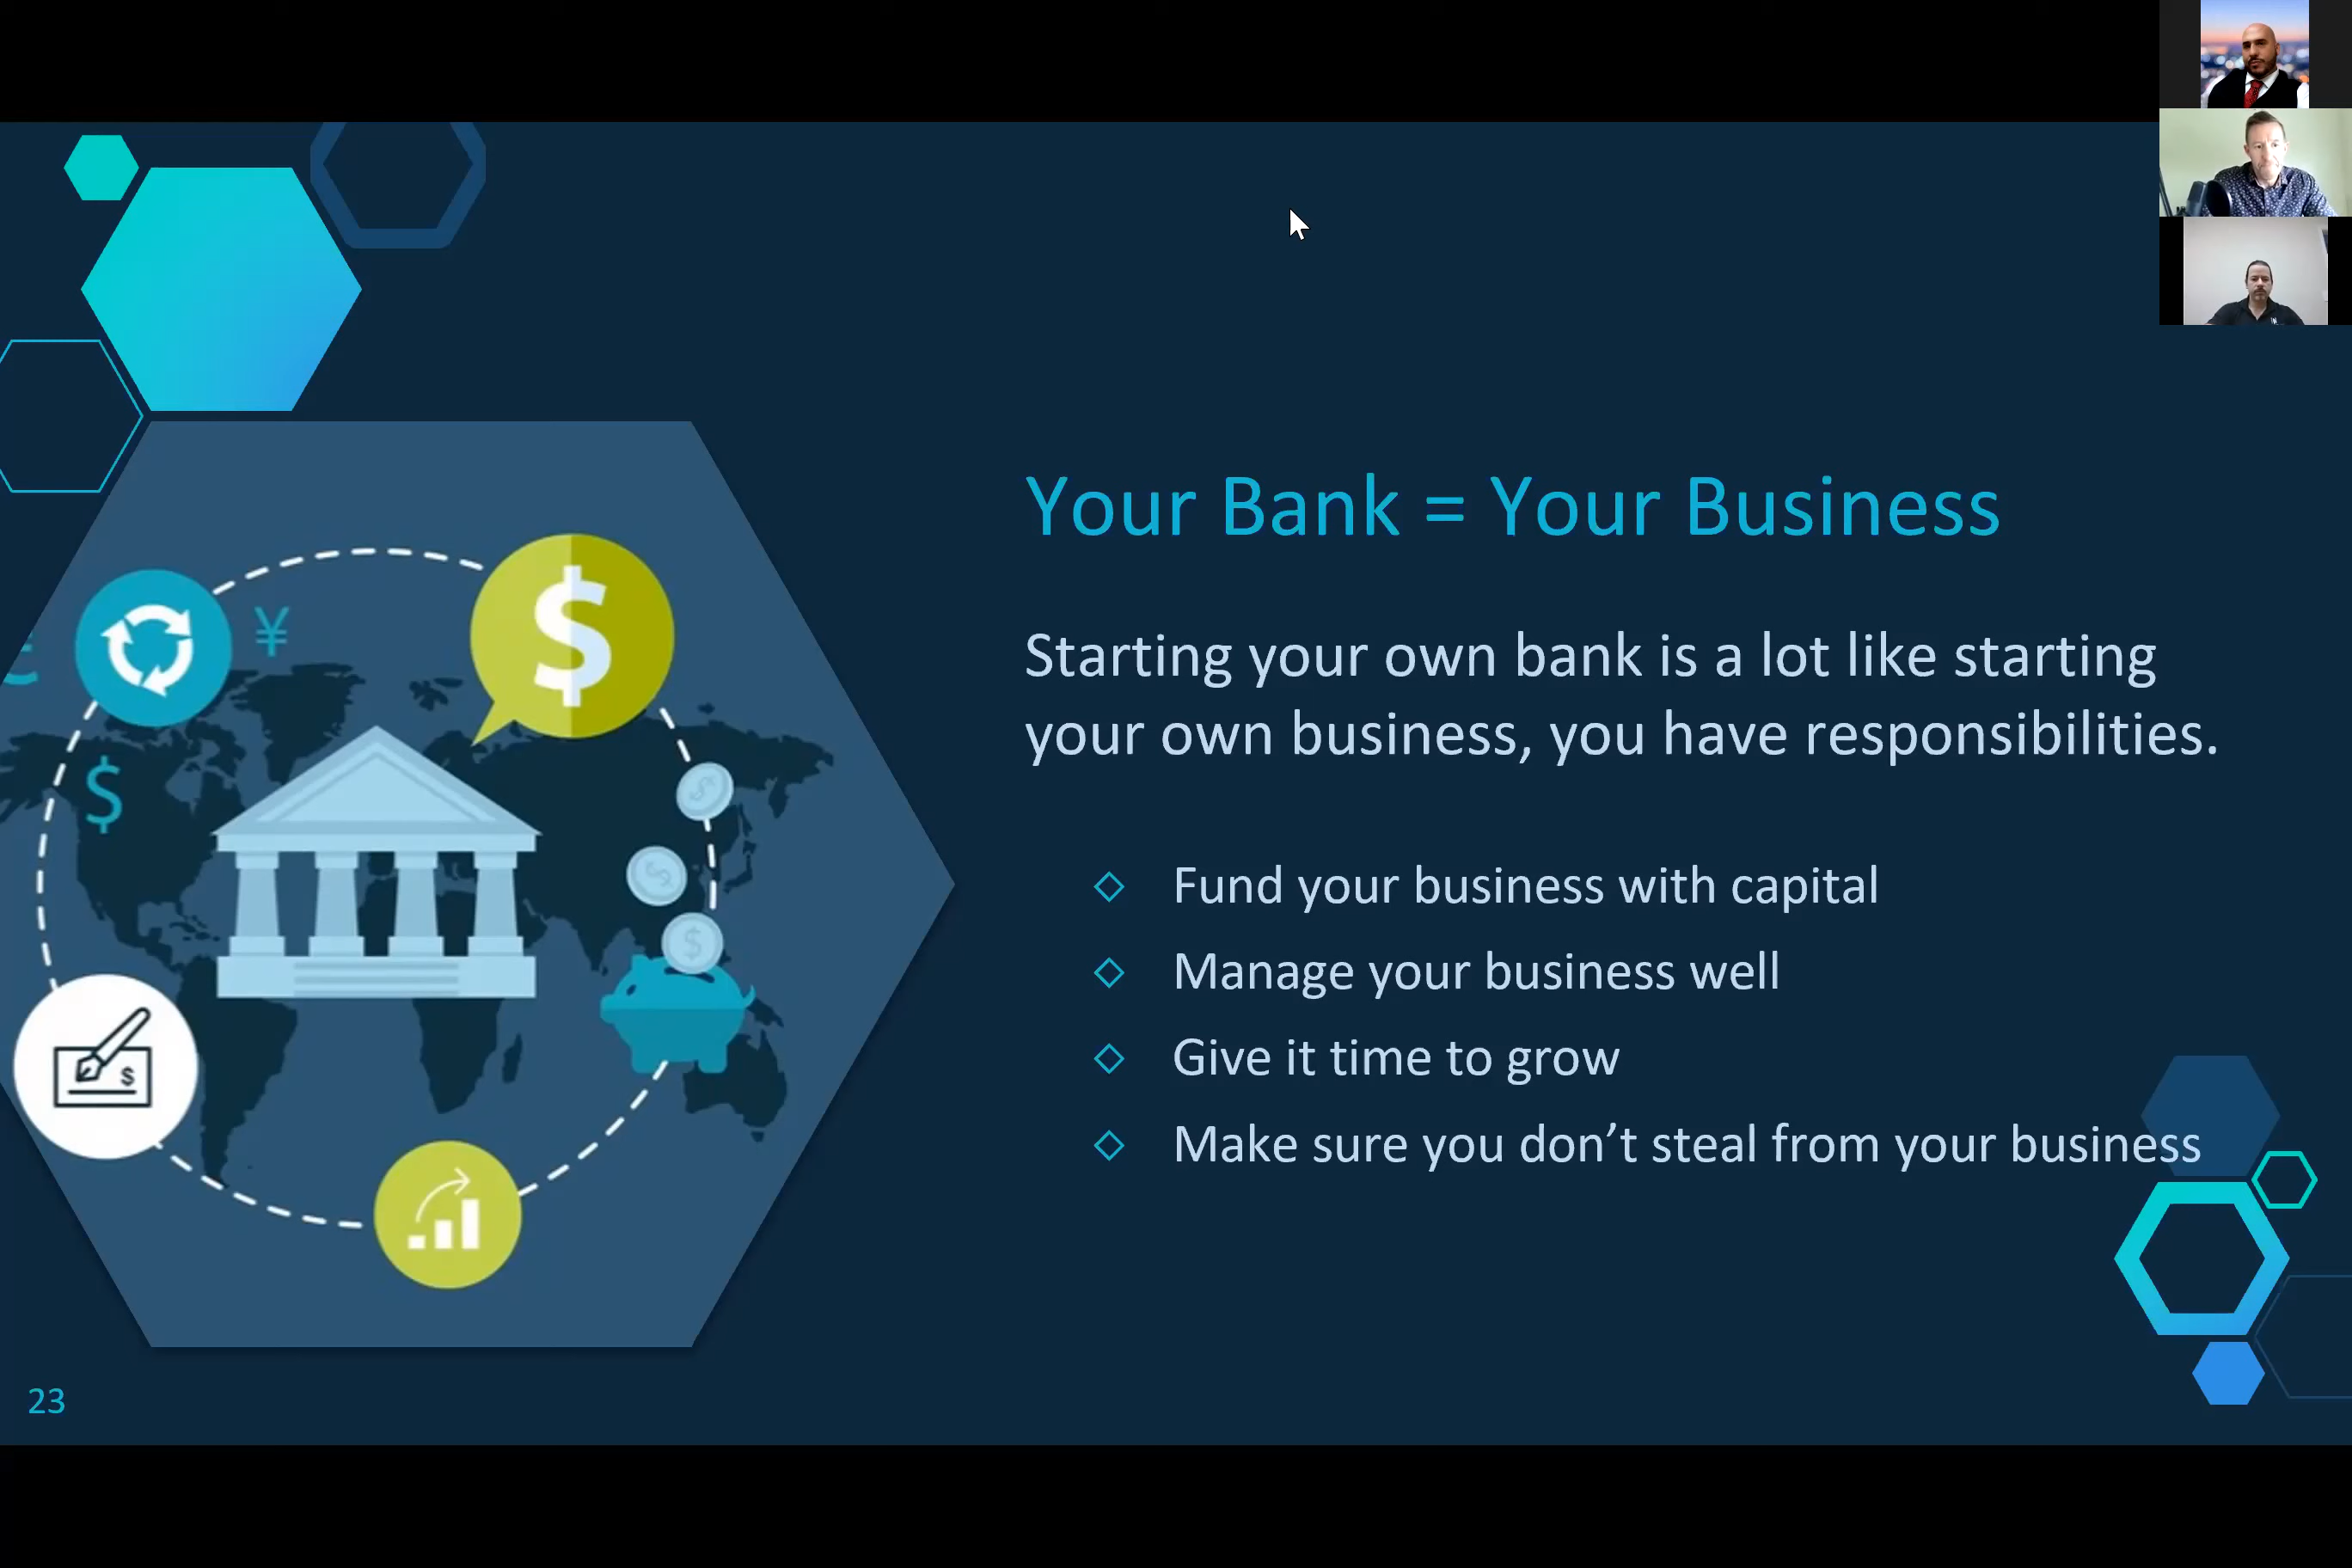 Your Bank = Your Business
Starting your own bank is a lot like starting
your own business, you have responsibilities.
◇ Fund your business with capital
◇ Manage your business well
◇ Give it time to grow
◇ Make sure you don’t steal from your business
¥
$
$
$
$
$
$
$
23